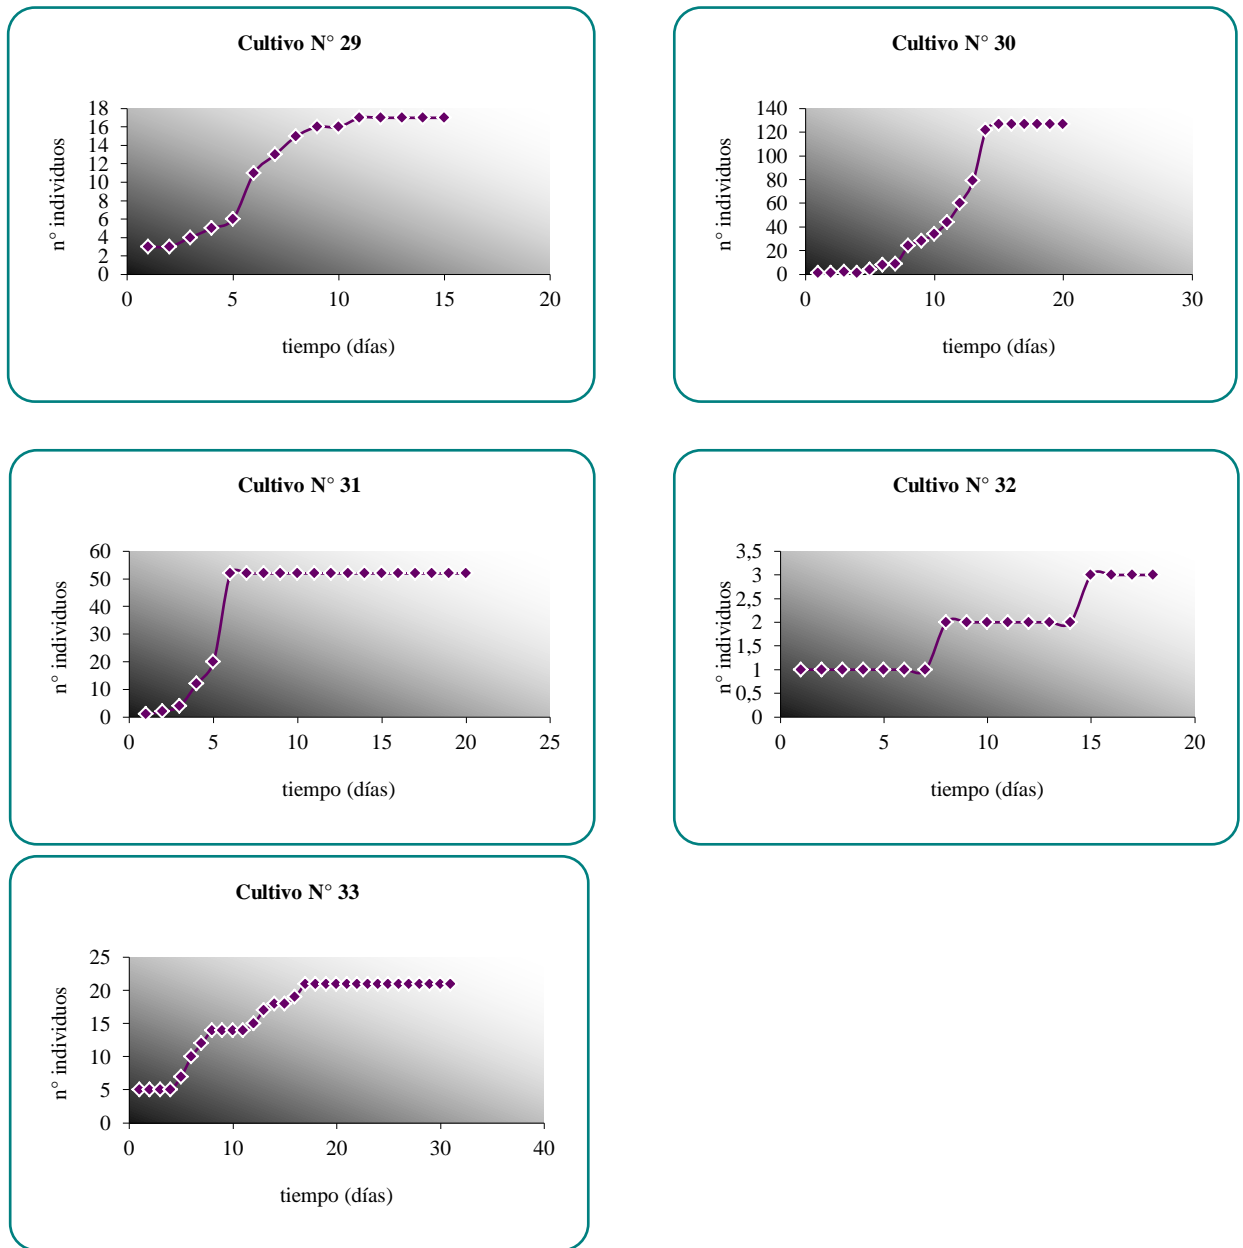 Cultivo N° 29
n° individuos
18
16
14
12
10
8
6
4
2
0
0 5 10 15 20
tiempo (días)
Cultivo N° 30
n° individuos
140
120
100
80
60
40
20
0
0 10 20 30
tiempo (días)
Cultivo N° 31
n° individuos
60
50
40
30
20
10
0
0 5 10 15 20 25
tiempo (días)
Cultivo N° 32
n° individuos
3,5
3
2,5
2
1,5
1
0,5
0
0 5 10 15 20
tiempo (días)
Cultivo N° 33
n° individuos
25
20
15
10
5
0
0 10 20 30 40
tiempo (días)